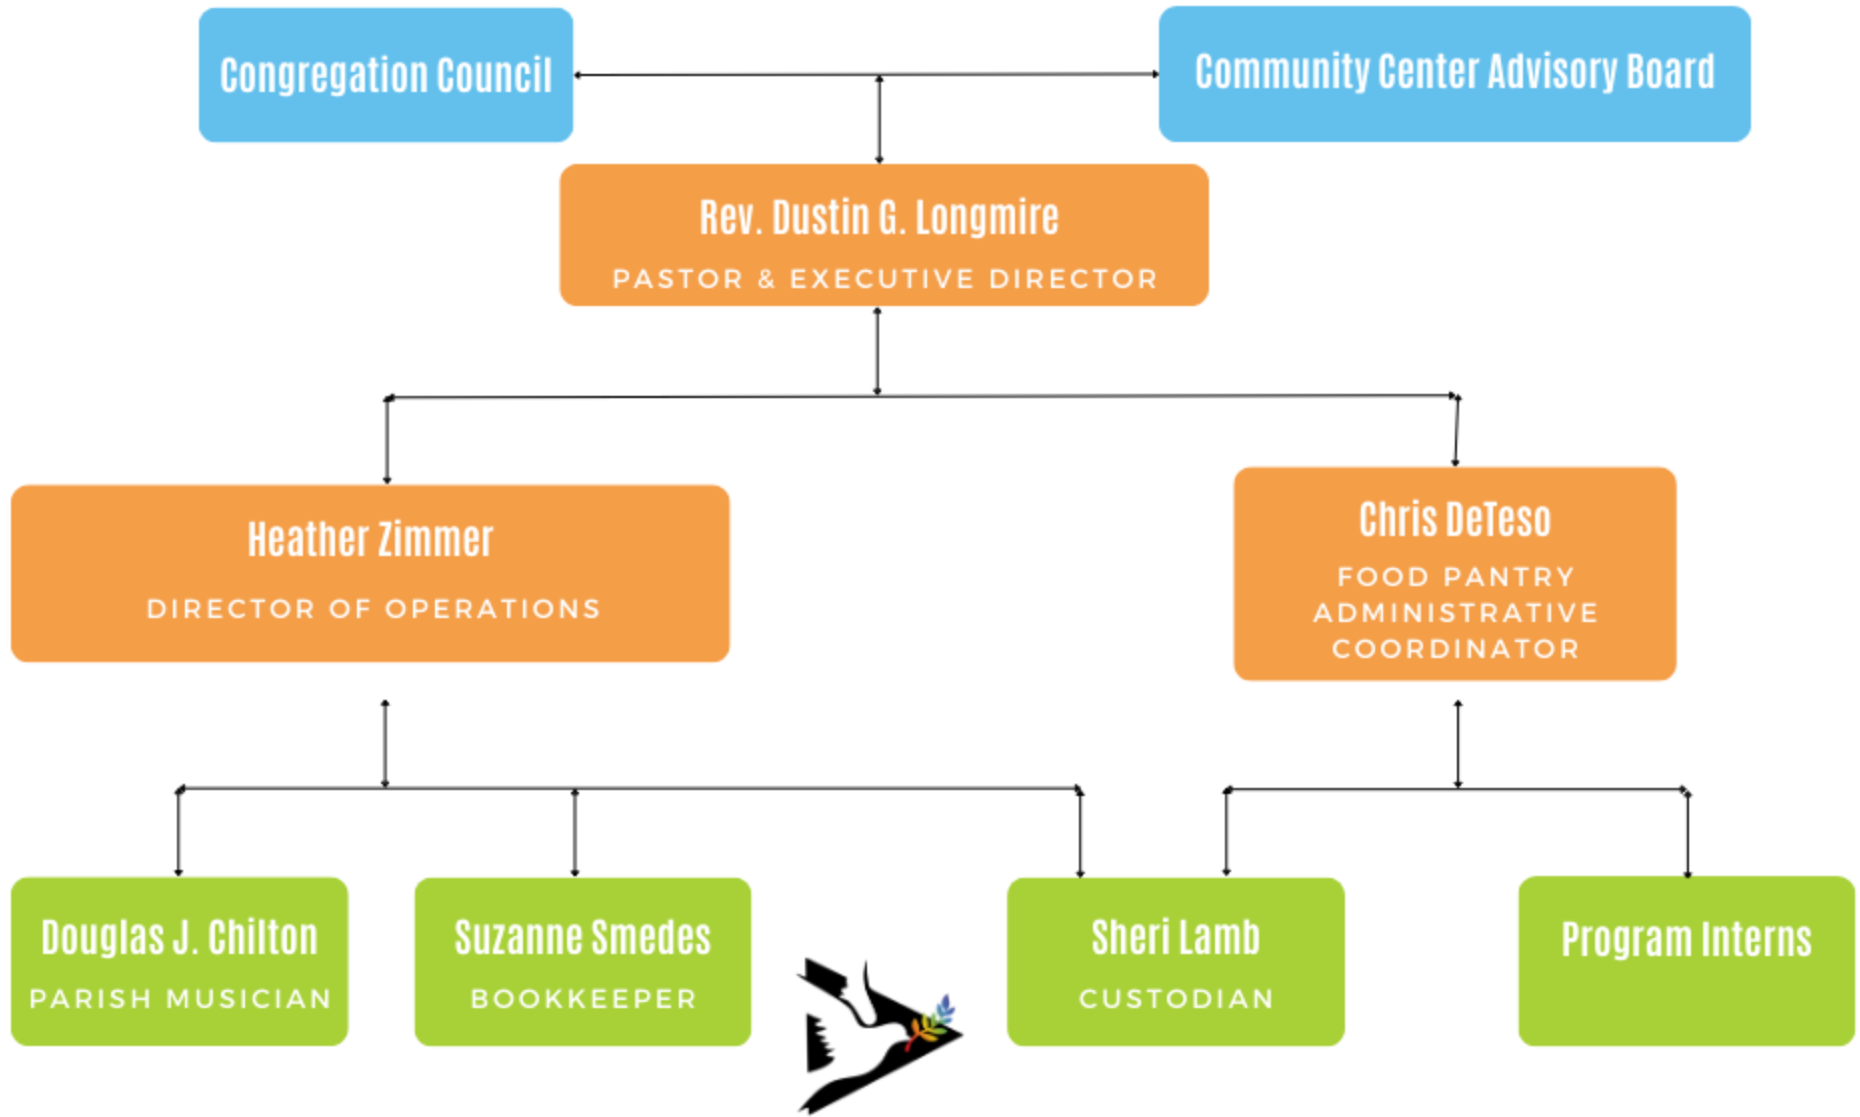 Congregation Council
Community Center Advisory Board
Rev. Dustin G. Longmire
PASTOR & EXECUTIVE DIRECTOR
Heather Zimmer
DIRECTOR OF OPERATIONS
Chris DeTeso
FOOD PANTRY
ADMINISTRATIVE
COORDINATOR
Douglas J. Chilton
PARISH MUSICIAN
Suzanne Smedes
BOOKKEEPER
Sheri Lamb
CUSTODIAN
Program Interns